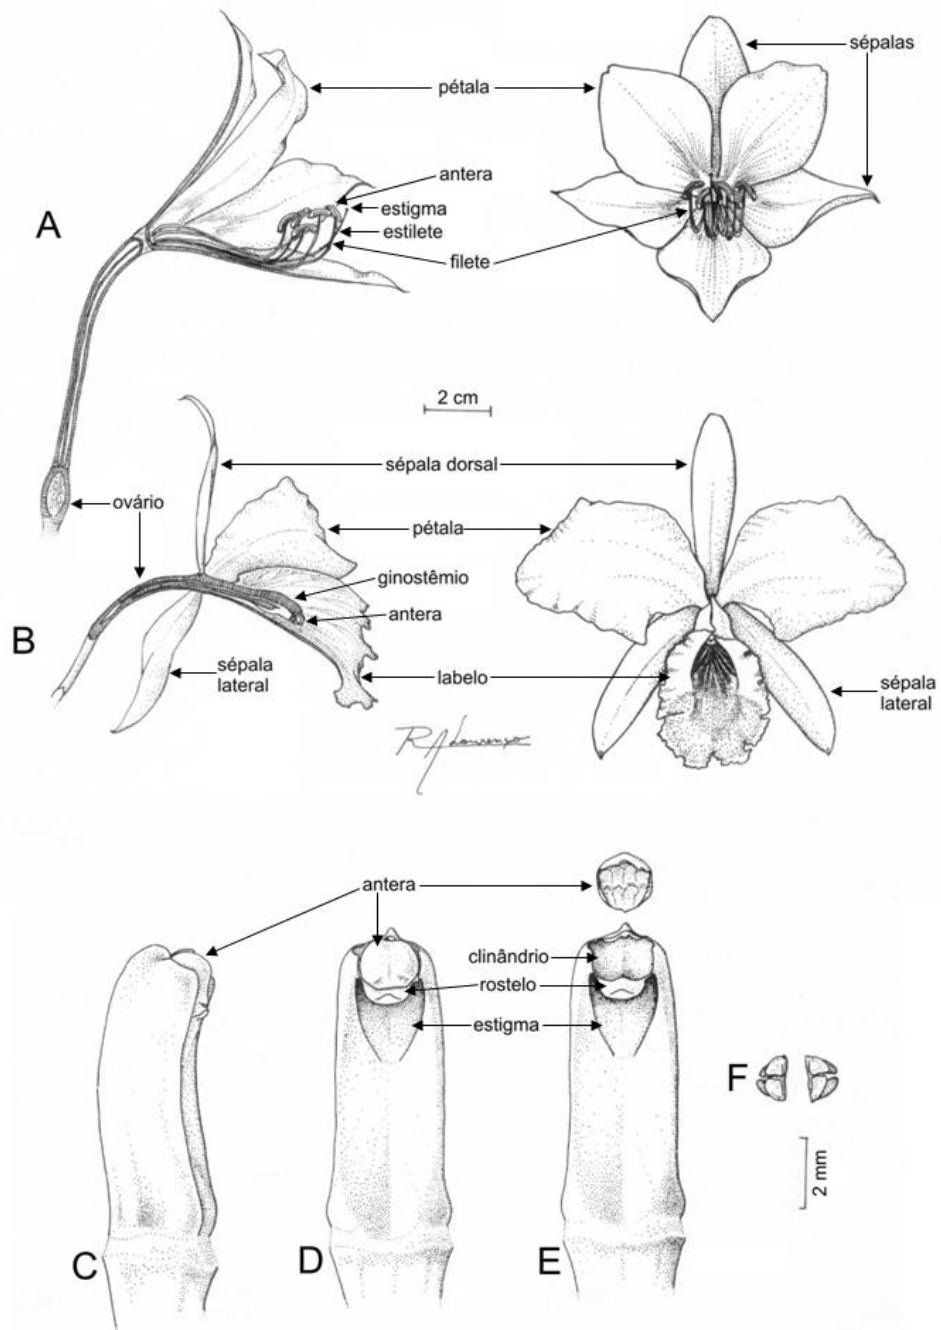 sépalas
pétala
antera
estigma
estilete
filete
A
2 cm
sépala dorsal
ovário
pétala
ginostêmio
antera
B
sépala
lateral
labelo
sépala
lateral
antera
clinândrio
rostelo
estigma
F
2 mm
C
D
E